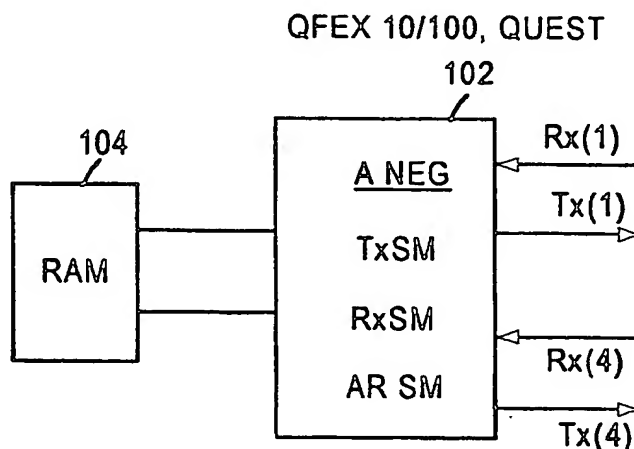 QFEX 10/100, QUEST
102
104
RAM
A NEG
TxSM
RxSM
AR SM
Rx(1)
Tx(1)
Rx(4)
Tx(4)